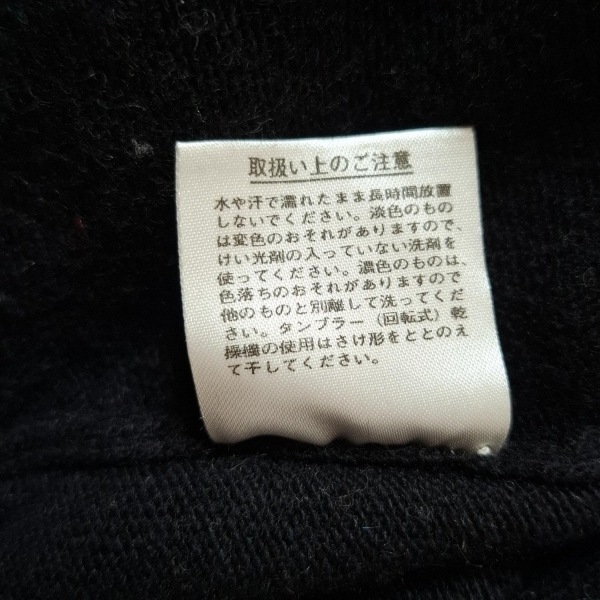 取扱い上のご注意
水や汗で濡れたまま長時間放置
しないでください。淡色のもの
は変色のおそれがありますので、
けい光剤の入っていない洗剤を
使ってください。濃色のものは、
色落ちのおそれがありますので
他のものと別離して洗ってくだ
さい。タンブラー（回転式）乾
操機の使用はさけ形をととのえ
て干してください。